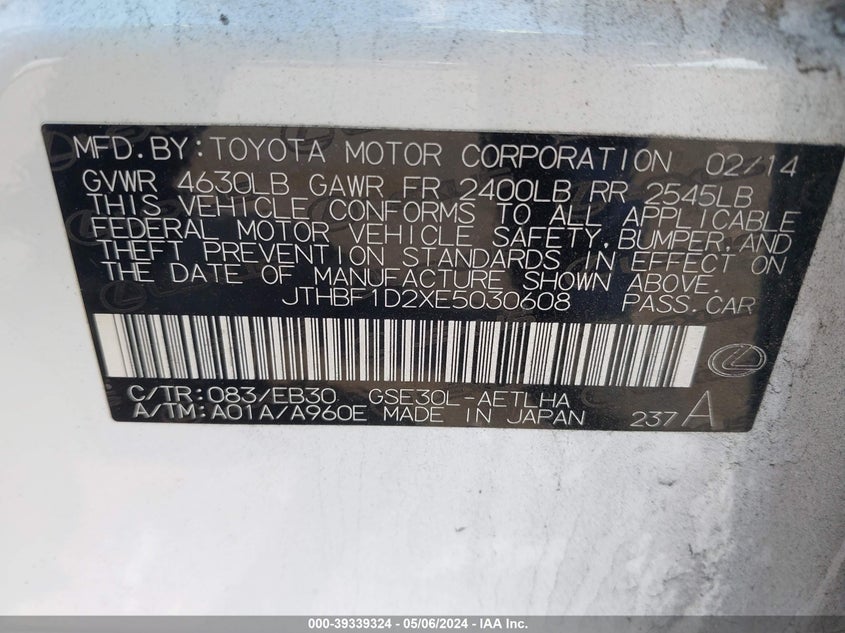 MFD.BY:TOYOTA MOTOR CORPORATION 02/14
GVWR 4630LB GAWR FR 2400LB RR 2545LB
THIS VEHICLE CONFORMS TO ALL APPLICABLE
FEDERAL MOTOR VEHICLE SAFETY,BUMPER,AND
THEFT PREVENTION STANDARDS IN EFFECT ON
THE DATE OF MANUFACTURE SHOWN ABOVE.
JTHBF1D2XE5030608 PASS.CAR
C/TR:083/EB30 GSE30L-AETLHA
A/TM:A01A/A960E MADE IN JAPAN 237A
000-39339324 - 05/06/2024 - IAA Inc.